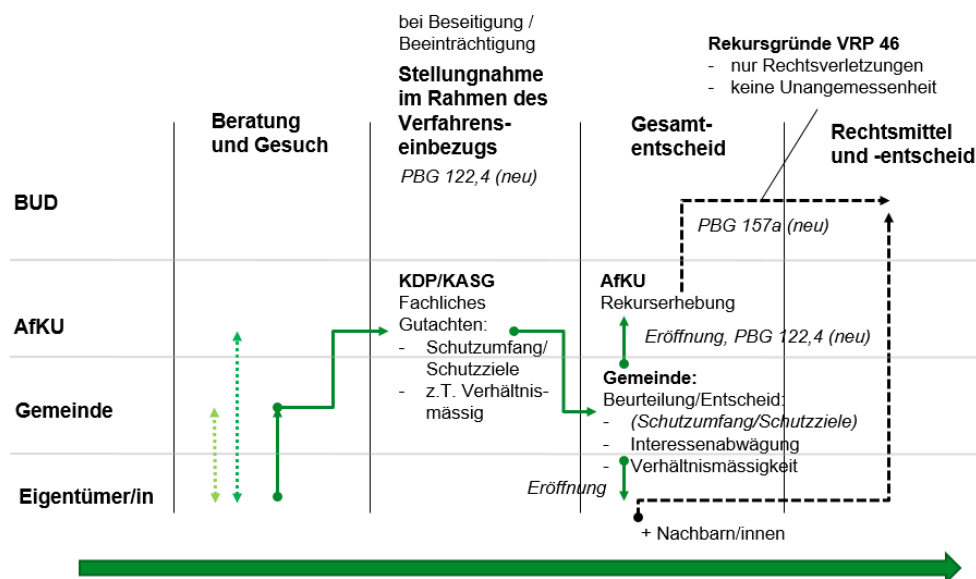 bei Beseitigung /
Beeinträchtigung
Stellungnahme
im Rahmen des
Verfahrens-
einbezugs
PBG 122,4 (neu)
Rekursgründe VRP 46
- nur Rechtsverletzungen
- keine Unangemessenheit
Beratung
und Gesuch
Gesamt-
entscheid
Rechtsmittel
und -entscheid
BUD
PBG 157a (neu)
AfKU
KDP/KASG
Fachliches
Gutachten:
- Schutzumfang/
Schutzziele
- z.T. Verhältnis-
mässig
AfKU
Rekurserhebung
Eröffnung, PBG 122,4 (neu)
Gemeinde
Gemeinde:
Beurteilung/Entscheid:
- (Schutzumfang/Schutzziele)
- Interessenabwägung
- Verhältnismässigkeit
Eigentümer/in
Eröffnung
+ Nachbarn/innen